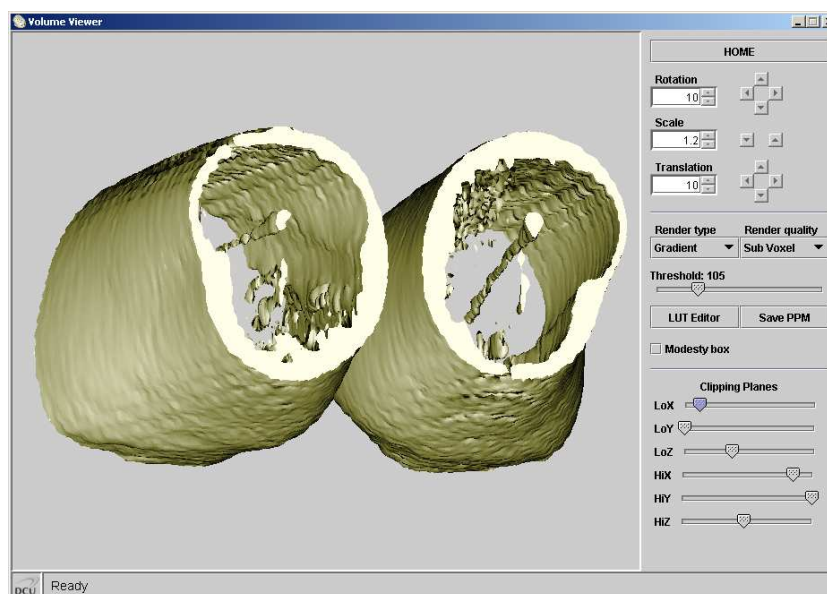 Volume Viewer
HOME
Rotation
10
Scale
1.2
Translation
10
Render type Render quality
Gradient Sub Voxel
Threshold: 105
LUT Editor Save PPM
Modesty box
Clipping Planes
LoX
LoY
LoZ
HiX
HiY
HiZ
DCU Ready